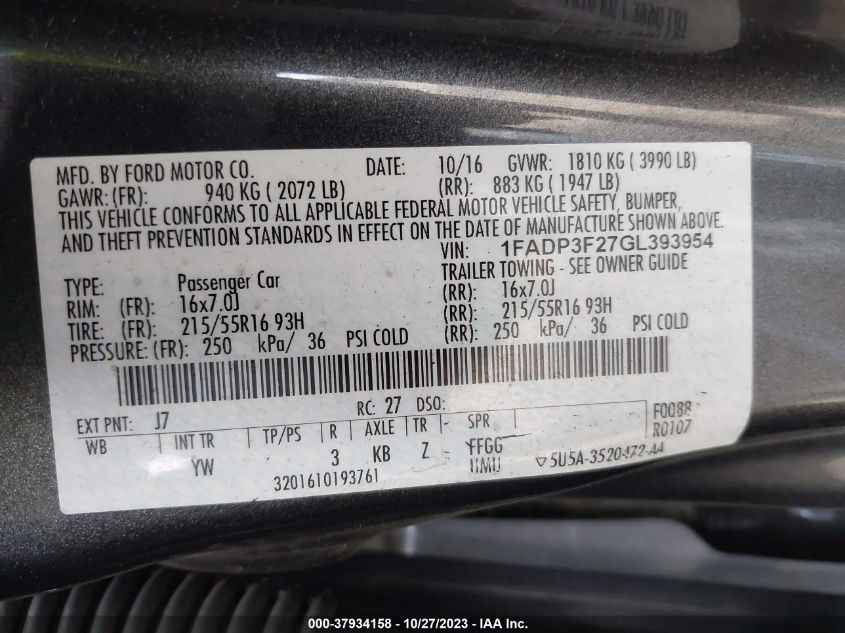 MFD. BY FORD MOTOR CO. DATE: 10/16 GVWR: 1810 KG ( 3990 LB)
GAWR: (FR): 940 KG ( 2072 LB) (RR): 883 KG ( 1947 LB)
THIS VEHICLE CONFORMS TO ALL APPLICABLE FEDERAL MOTOR VEHICLE SAFETY, BUMPER,
AND THEFT PREVENTION STANDARDS IN EFFECT ON THE DATE OF MANUFACTURE SHOWN ABOVE.
VIN: 1FADP3F27GL393954
TYPE: Passenger Car TRAILER TOWING - SEE OWNER GUIDE
RIM: (FR): 16x7.0J (RR): 16x7.0J
TIRE: (FR): 215/55R16 93H (RR): 215/55R16 93H
PRESSURE: (FR): 250 kPa/ 36 PSI COLD (RR): 250 kPa/ 36 PSI COLD
EXT PNT: J7 RC: 27 DSO: F0088
WB INT TR TP/PS R AXLE TR SPR R0107
YW 3 KB Z FFGG
UMU
3201610193761 5U5A-3520472-AA
000-37934158 - 10/27/2023 - IAA Inc.